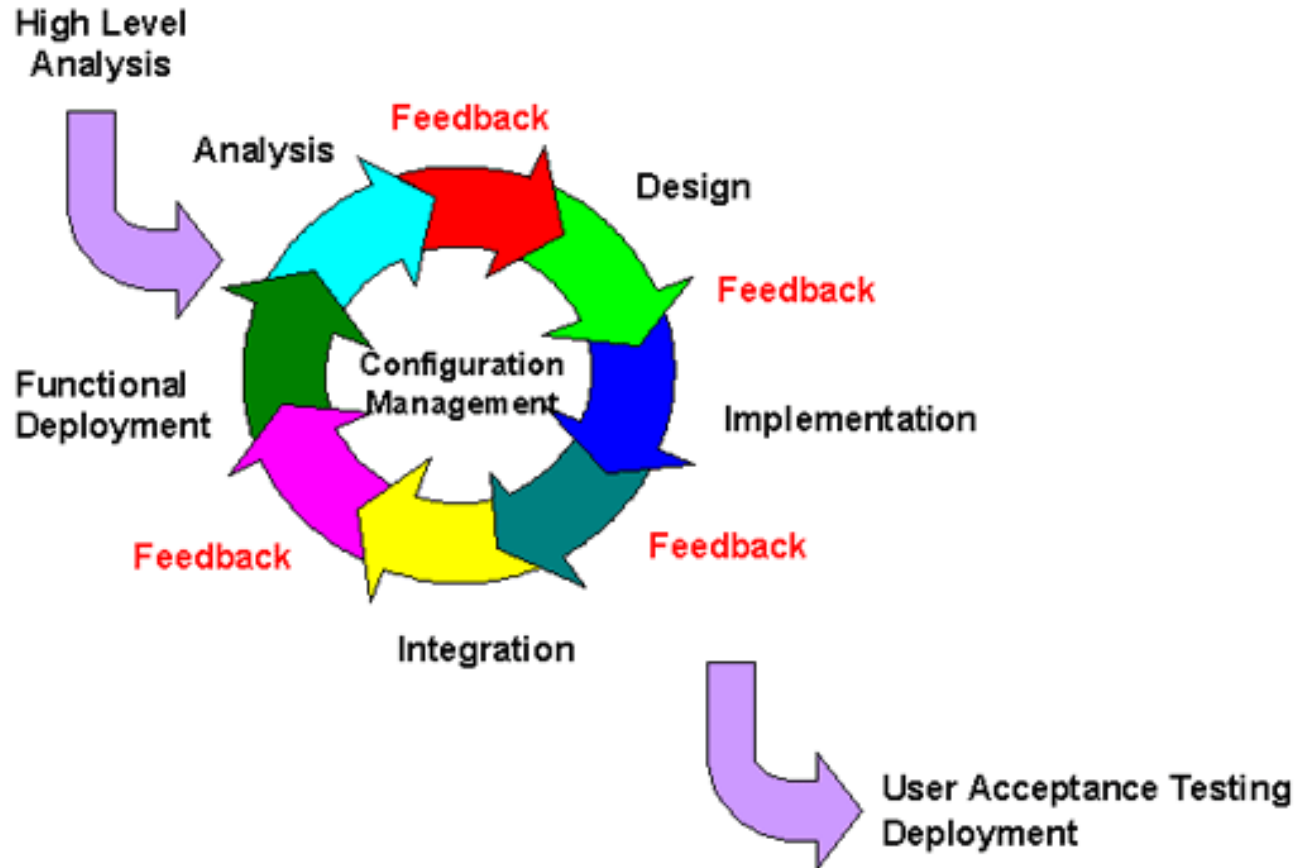 High Level
Analysis
Feedback
Analysis
Design
Feedback
Configuration
Management
Functional
Deployment
Implementation
Feedback
Feedback
Integration
User Acceptance Testing
Deployment